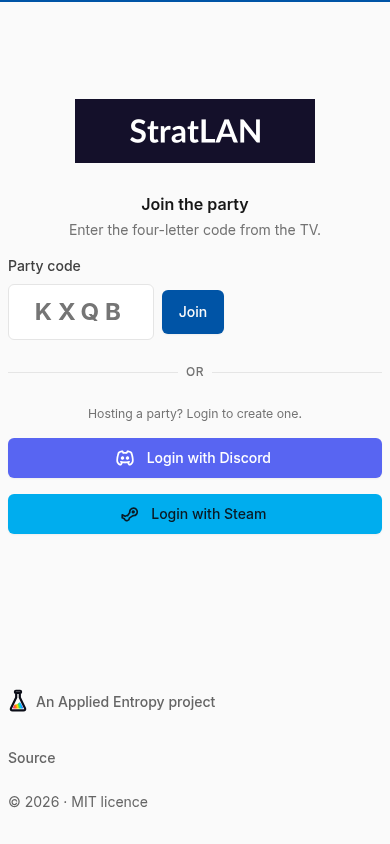 StratLAN
Join the party
Enter the four-letter code from the TV.
Party code
KXQB
Join
OR
Hosting a party? Login to create one.
Login with Discord
Login with Steam
An Applied Entropy project
Source
© 2026 · MIT licence